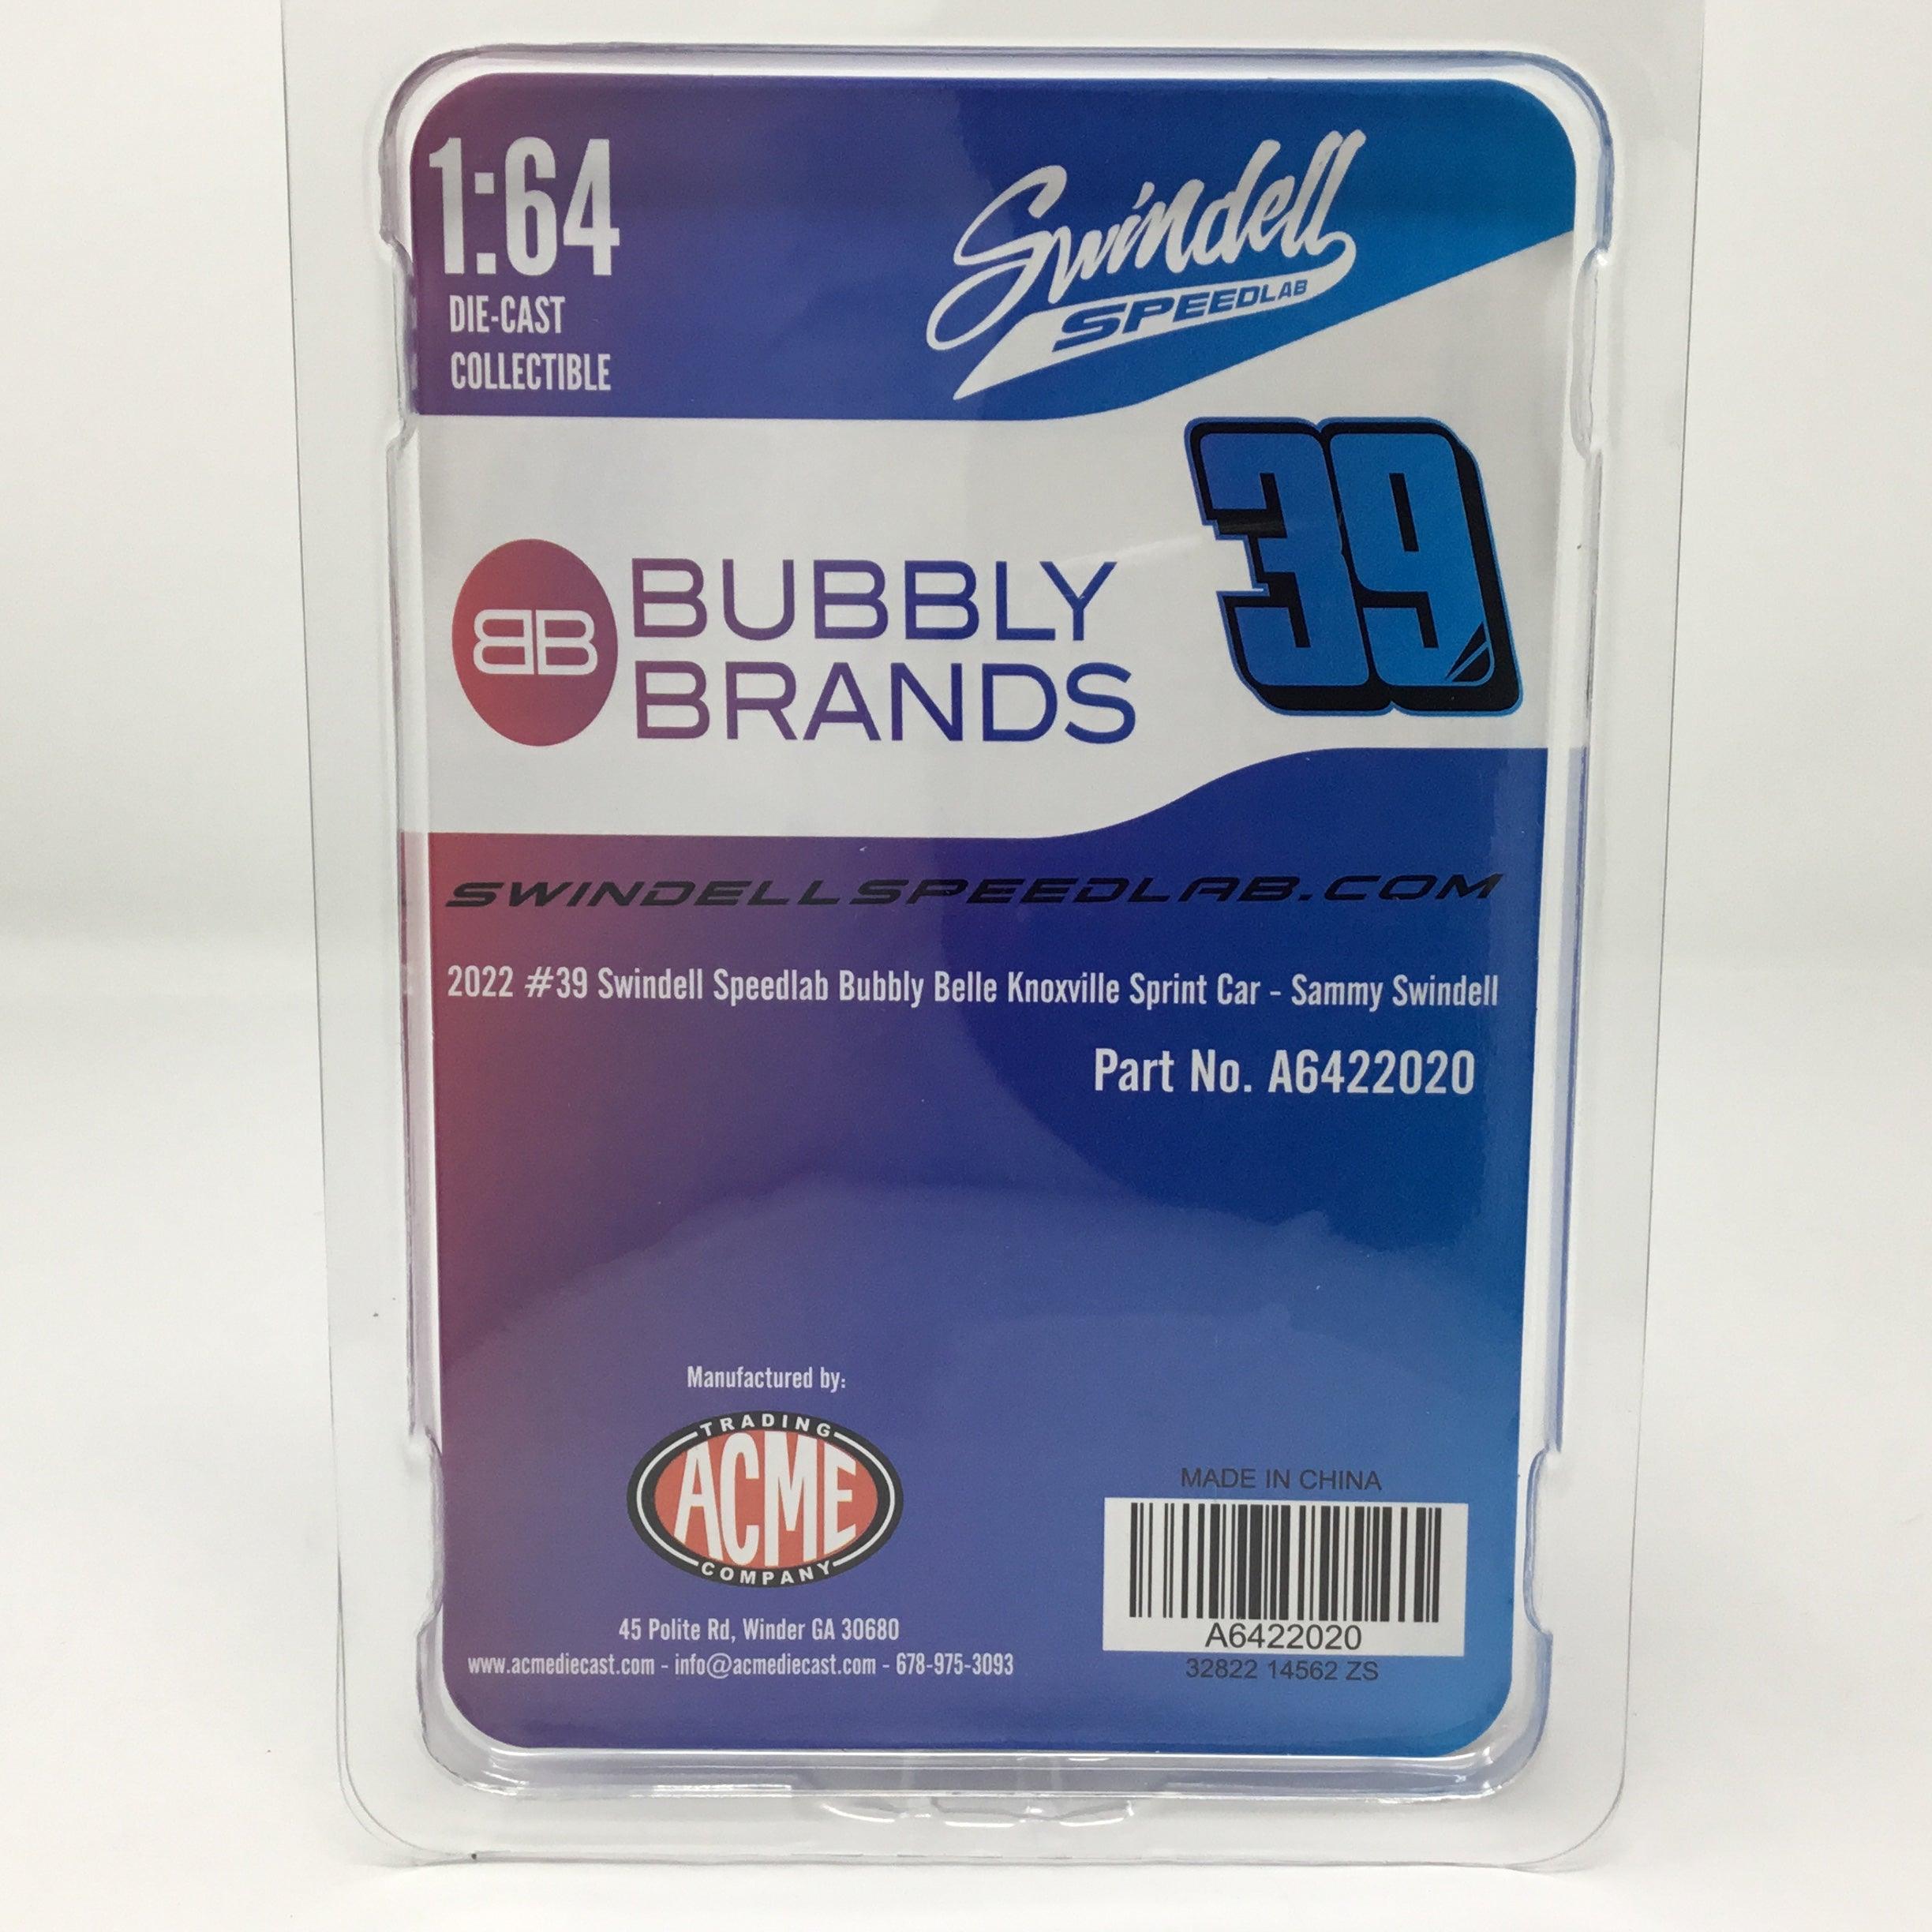 1:64
DIE-CAST
COLLECTIBLE
Swindell
SPEEDLAB
39
BB BUBBLY
BRANDS
SWINDELLSPEEDLAB.COM
2022 #39 Swindell Speedlab Bubbly Belle Knoxville Sprint Car - Sammy Swindell
Part No. A6422020
Manufactured by:
TRADING
ACME
COMPANY
45 Polite Rd, Winder GA 30680
www.acmediecast.com - info@acmediecast.com - 678-975-3093
MADE IN CHINA
A6422020
32822 14562 ZS